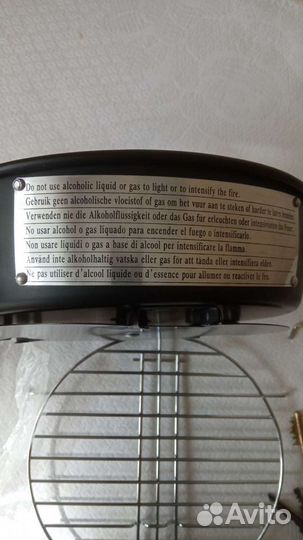 Do not use alcoholic liquid or gas to light or to intensify the fire.
Gebruik geen alcoholische vloeistof of gas om het vuur aan te steken of harder te laten branden.
Verwenden nie die Alkoholflüssigkeit oder das Gas fur erleuchten oder intensivieren das Feuer.
No usar alcohol o gas liquado para encender el fuego o intensificarlo.
Non usare liquidi o gas a base di alcool per intensificare la flamma.
Använd inte alkoholhaltig vatska eller gas för att tända eller intensifiera elden.
Ne pas utiliser d'alcool liquide ou d'essence pour allumer ou reactiver le feu.
Avito